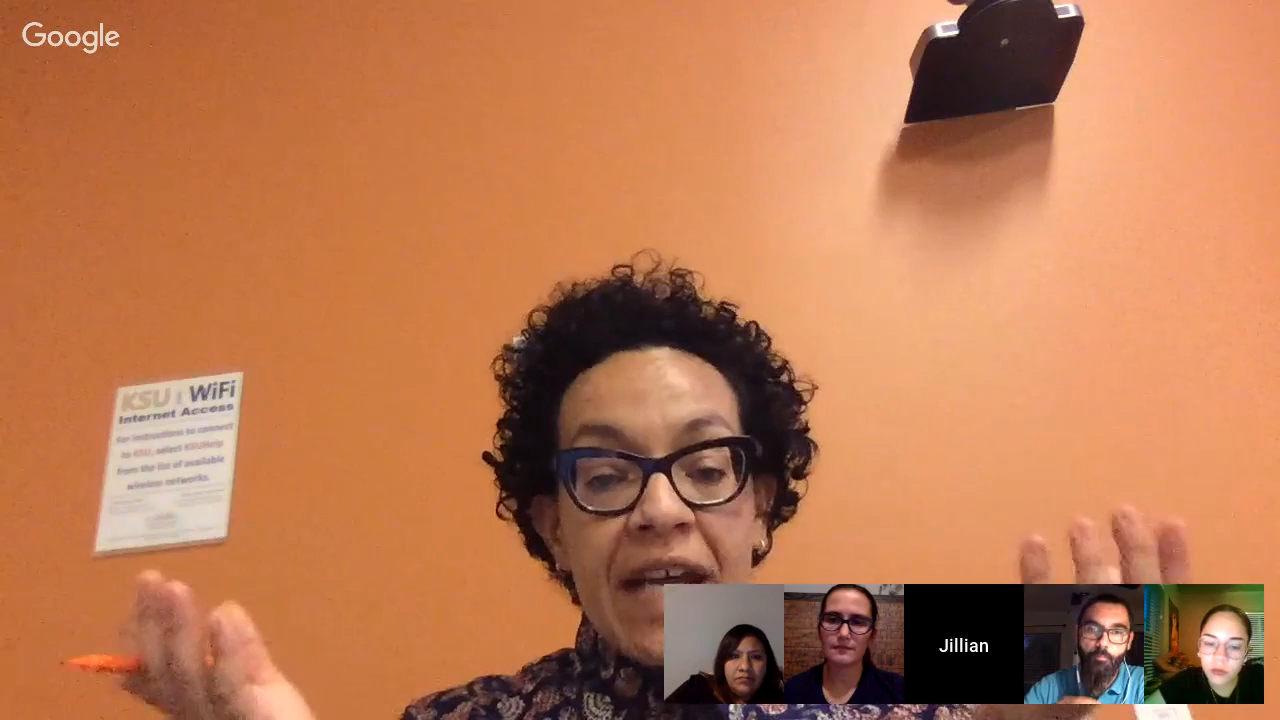 Google
KSU | WiFi
Internet Access
For instructions to connect
to KSU, select KSUHelp
from the list of available
wireless networks.
Jillian